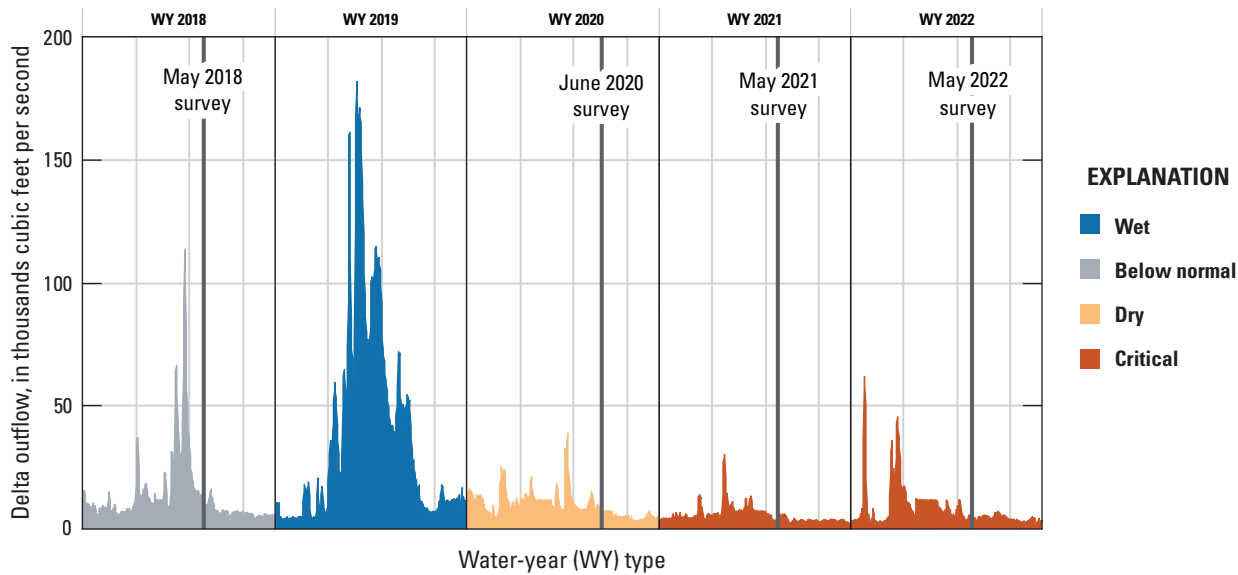 WY 2018
WY 2019
WY 2020
WY 2021
WY 2022
Delta outflow, in thousands cubic feet per second
200
150
100
50
0
May 2018
survey
June 2020
survey
May 2021
survey
May 2022
survey
Water-year (WY) type
EXPLANATION
Wet
Below normal
Dry
Critical